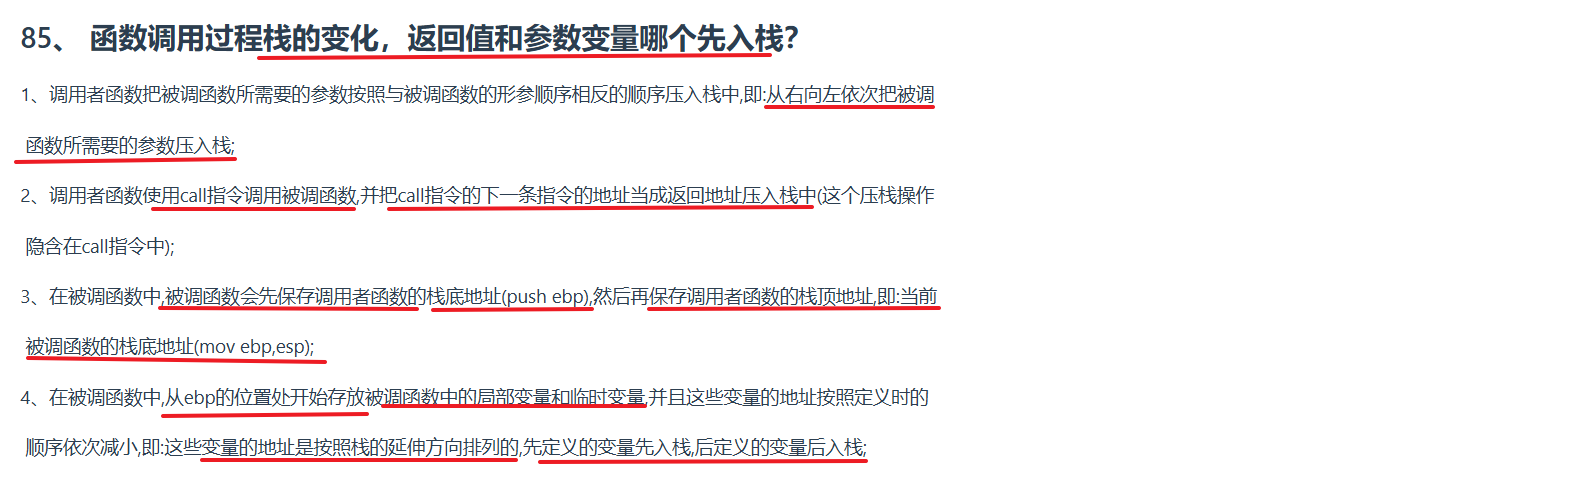 85、 函数调用过程栈的变化，返回值和参数变量哪个先入栈？
1、调用者函数把被调函数所需要的参数按照与被调函数的形参顺序相反的顺序压入栈中,即:从右向左依次把被调
函数所需要的参数压入栈;
2、调用者函数使用call指令调用被调函数,并把call指令的下一条指令的地址当成返回地址压入栈中(这个压栈操作
隐含在call指令中);
3、在被调函数中,被调函数会先保存调用者函数的栈底地址(push ebp),然后再保存调用者函数的栈顶地址,即:当前
被调函数的栈底地址(mov ebp,esp);
4、在被调函数中,从ebp的位置处开始存放被调函数中的局部变量和临时变量,并且这些变量的地址按照定义时的
顺序依次减小,即:这些变量的地址是按照栈的延伸方向排列的,先定义的变量先入栈,后定义的变量后入栈;